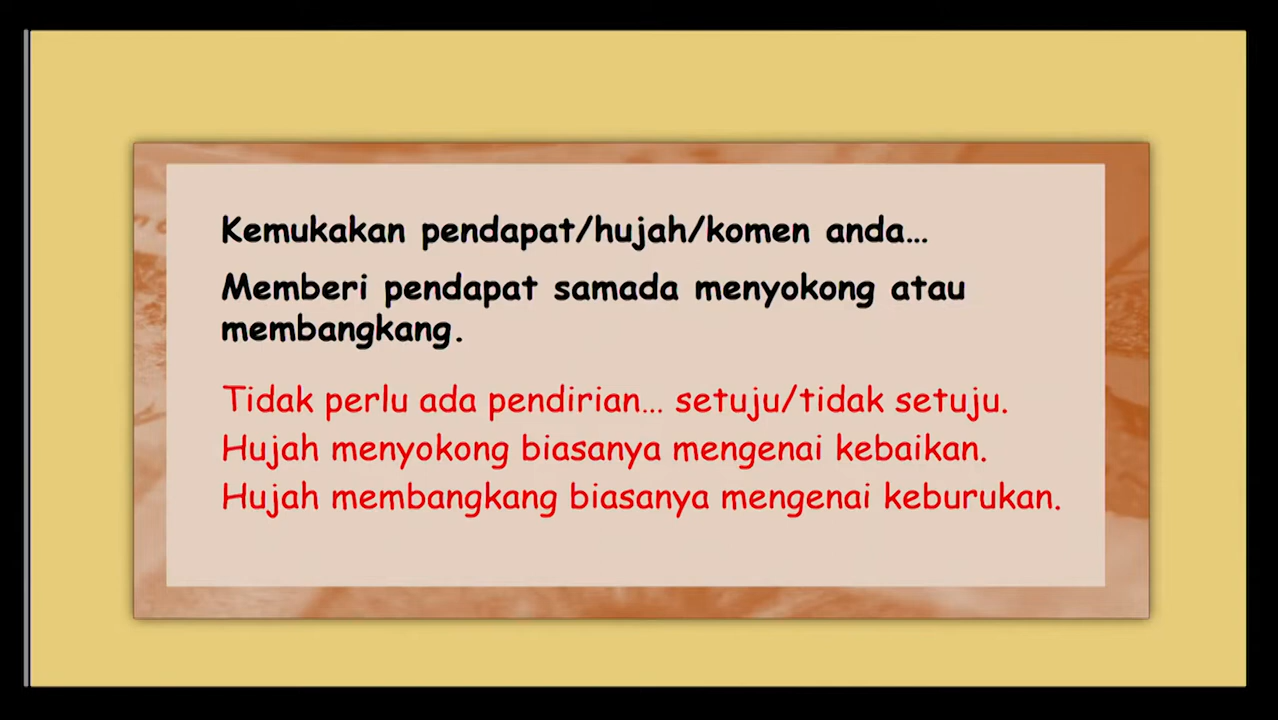 Kemukakan pendapat/hujah/komen anda...
Memberi pendapat samada menyokong atau
membangkang.
Tidak perlu ada pendirian... setuju/tidak setuju.
Hujah menyokong biasanya mengenai kebaikan.
Hujah membangkang biasanya mengenai keburukan.